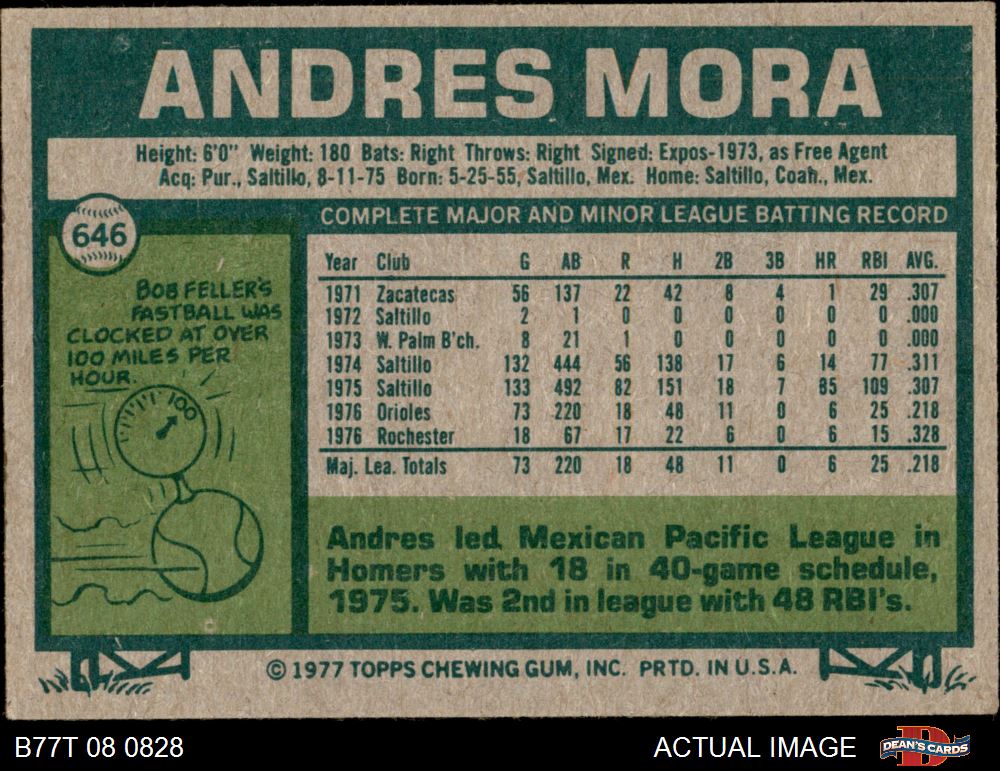 ANDRES MORA
Height: 6'0" Weight: 180 Bats: Right Throws: Right Signed: Expos-1973, as Free Agent
Acq: Pur., Saltillo, 8-11-75 Born: 5-25-55, Saltillo, Mex. Home: Saltillo, Coah., Mex.
646
BOB FELLER'S
FASTBALL WAS
CLOCKED AT OVER
100 MILES PER
HOUR.
100
COMPLETE MAJOR AND MINOR LEAGUE BATTING RECORD
Year Club G AB R H 2B 3B HR RBI AVG.
1971 Zacatecas 56 137 22 42 8 4 1 29 .307
1972 Saltillo 2 1 0 0 0 0 0 0 .000
1973 W. Palm B'ch. 8 21 1 0 0 0 0 0 .000
1974 Saltillo 132 444 56 138 17 6 14 77 .311
1975 Saltillo 133 492 82 151 18 7 85 109 .307
1976 Orioles 73 220 18 48 11 0 6 25 .218
1976 Rochester 18 67 17 22 6 0 6 15 .328
Maj. Lea. Totals 73 220 18 48 11 0 6 25 .218
Andres led Mexican Pacific League in
Homers with 18 in 40-game schedule,
1975. Was 2nd in league with 48 RBI's.
© 1977 TOPPS CHEWING GUM, INC. PRTD. IN U.S.A.
B77T 08 0828
ACTUAL IMAGE
D
DEAN'S CARDS